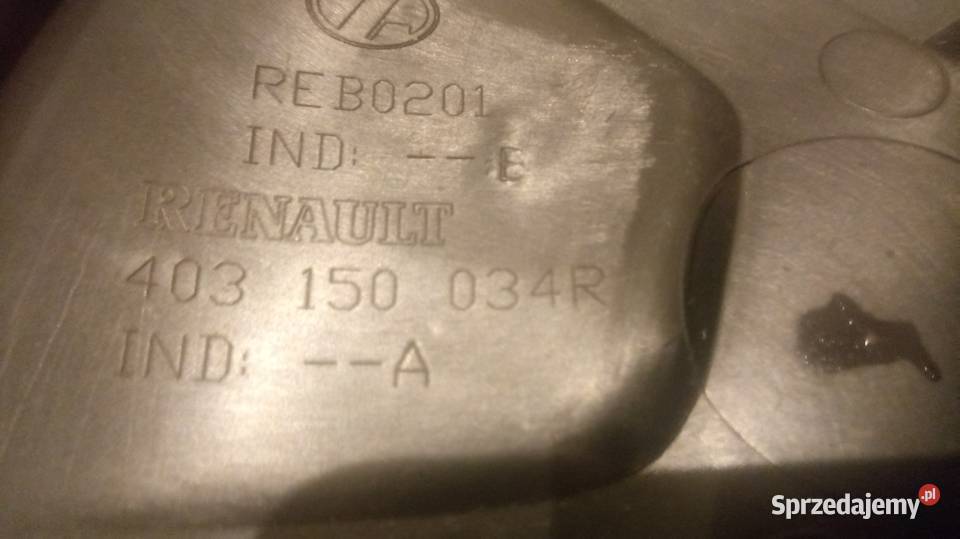 REB0201
IND: --E
RENAULT
403 150 034R
IND: --A
Sprzedajemy.pl